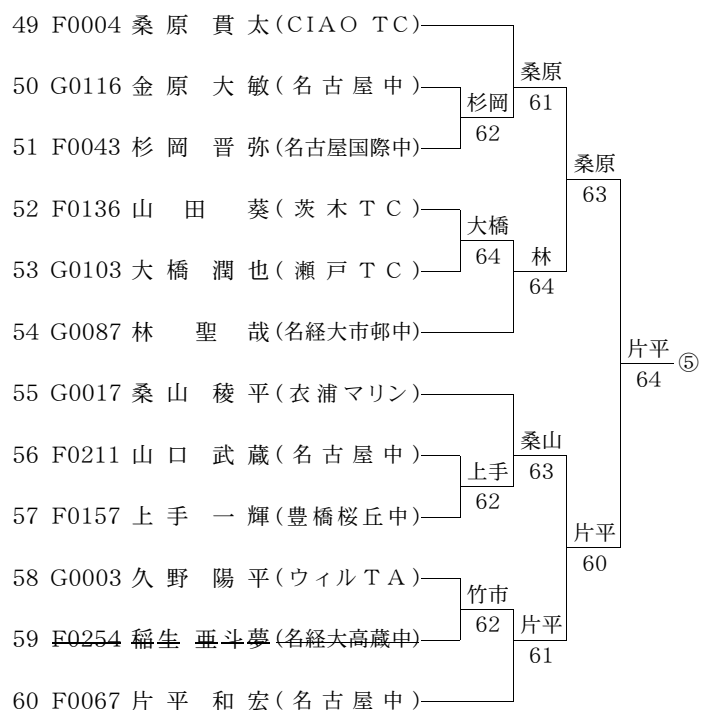 49 F0004 桑原 貫太 (CIAO TC)
桑原
50 G0116 金原 大敏 (名古屋中)
杉岡
61
62
51 F0043 杉岡 晋弥 (名古屋国際中)
桑原
63
52 F0136 山田 葵 (茨木TC)
大橋
64
林
53 G0103 大橋 潤也 (瀬戸TC)
64
54 G0087 林 聖哉 (名経大市邨中)
片平
⑤
64
55 G0017 桑山 稜平 (衣浦マリン)
桑山
56 F0211 山口 武蔵 (名古屋中)
上手
63
62
57 F0157 上手 一輝 (豊橋桜丘中)
片平
60
58 G0003 久野 陽平 (ウィルTA)
竹市
62
片平
59 F0254 稲生 亜斗夢 (名経大高蔵中)
61
60 F0067 片平 和宏 (名古屋中)